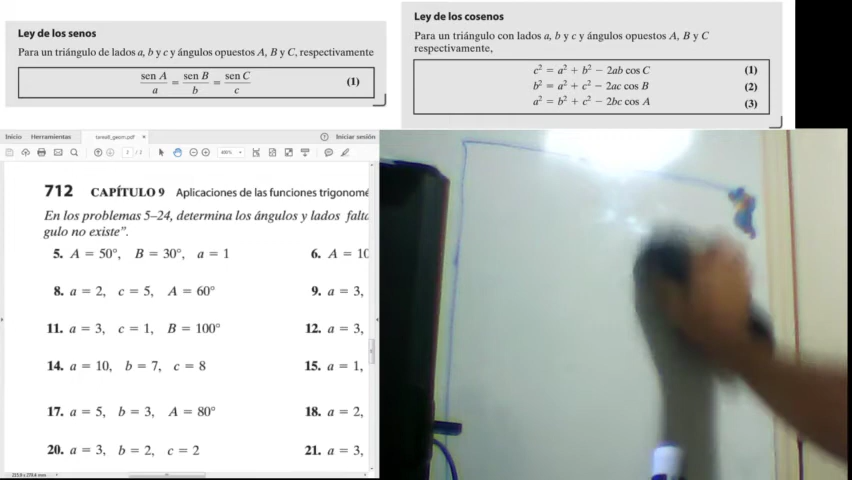 Ley de los senos
Para un triángulo de lados a, b y c y ángulos opuestos A, B y C, respectivamente
sen A / a = sen B / b = sen C / c (1)
Ley de los cosenos
Para un triángulo con lados a, b y c y ángulos opuestos A, B y C
respectivamente,
c² = a² + b² − 2ab cos C (1)
b² = a² + c² − 2ac cos B (2)
a² = b² + c² − 2bc cos A (3)
Inicio Herramientas tarea8_geom.pdf × Iniciar sesión
2 / 2
712 CAPÍTULO 9 Aplicaciones de las funciones trigonomé
En los problemas 5–24, determina los ángulos y lados falta
gulo no existe”.
5. A = 50°, B = 30°, a = 1 6. A = 10
8. a = 2, c = 5, A = 60° 9. a = 3,
11. a = 3, c = 1, B = 100° 12. a = 3,
14. a = 10, b = 7, c = 8 15. a = 1,
17. a = 5, b = 3, A = 80° 18. a = 2,
20. a = 3, b = 2, c = 2 21. a = 3,